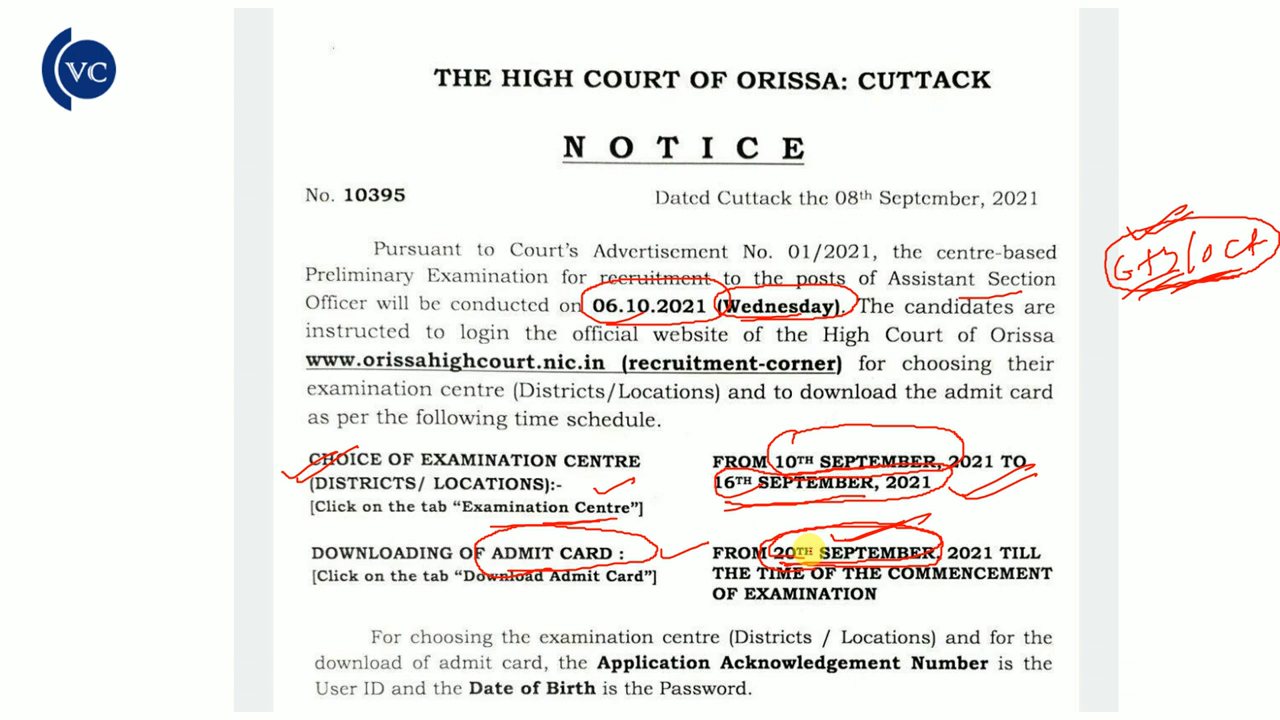 VC
THE HIGH COURT OF ORISSA: CUTTACK
NOTICE
No. 10395 Dated Cuttack the 08th September, 2021
Pursuant to Court's Advertisement No. 01/2021, the centre-based
Preliminary Examination for recruitment to the posts of Assistant Section
Officer will be conducted on 06.10.2021 (Wednesday). The candidates are
instructed to login the official website of the High Court of Orissa
www.orissahighcourt.nic.in (recruitment-corner) for choosing their
examination centre (Districts/Locations) and to download the admit card
as per the following time schedule.
CHOICE OF EXAMINATION CENTRE FROM 10TH SEPTEMBER, 2021 TO
(DISTRICTS/ LOCATIONS):- 16TH SEPTEMBER, 2021
[Click on the tab "Examination Centre"]
DOWNLOADING OF ADMIT CARD : FROM 20TH SEPTEMBER, 2021 TILL
[Click on the tab "Download Admit Card"] THE TIME OF THE COMMENCEMENT
OF EXAMINATION
For choosing the examination centre (Districts / Locations) and for the
download of admit card, the Application Acknowledgement Number is the
User ID and the Date of Birth is the Password.